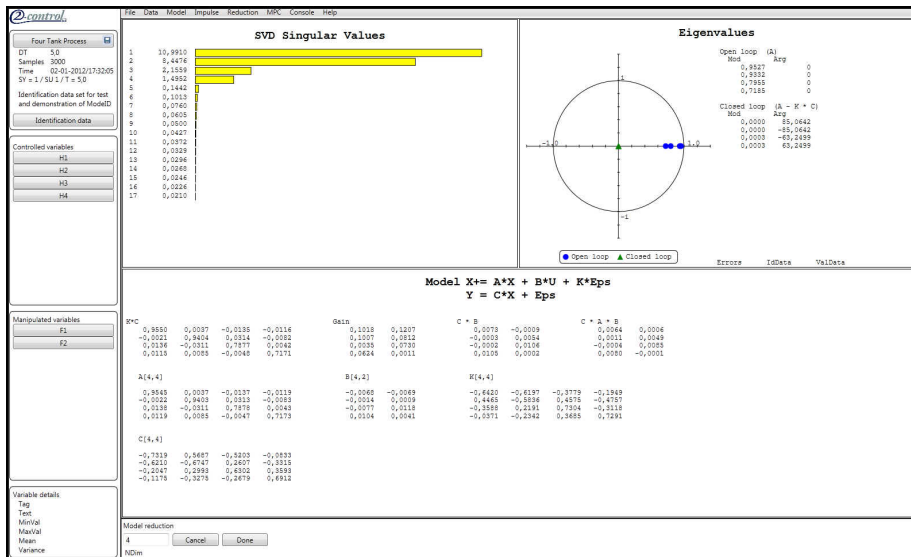 2-control
File Data Model Impulse Reduction MPC Console Help
Four Tank Process
DT 5,0
Samples 3000
Time 02-01-2012/17:32:05
SY = 1 / SU 1 / T = 5,0
Identification data set for test
and demonstration of ModelID
Identification data
Controlled variables
H1
H2
H3
H4
Manipulated variables
F1
F2
Variable details
Tag
Text
MinVal
MaxVal
Mean
Variance
SVD Singular Values
1 10,9910
2 8,4476
3 2,1559
4 1,4952
5 0,1442
6 0,1013
7 0,0760
8 0,0605
9 0,0500
10 0,0427
11 0,0372
12 0,0329
13 0,0296
14 0,0268
15 0,0246
16 0,0226
17 0,0210
Eigenvalues
1
-1.0 1.0
-1
Open loop (A)
Mod Arg
0,9527 0
0,9332 0
0,7955 0
0,7185 0
Closed loop (A - K * C)
Mod Arg
0,0000 85,0642
0,0000 -85,0642
0,0003 -63,2499
0,0003 63,2499
Open loop Closed loop
Errors IdData ValData
Model X+= A*X + B*U + K*Eps
Y = C*X + Eps
K*C Gain C * B C * A * B
0,9550 0,0037 -0,0135 -0,0116 0,1018 0,1207 0,0073 -0,0009 0,0064 0,0006
-0,0021 0,9404 0,0314 -0,0082 0,1007 0,0812 -0,0003 0,0054 0,0011 0,0049
0,0136 -0,0311 0,7877 0,0042 0,0035 0,0730 -0,0002 0,0106 -0,0004 0,0085
0,0115 0,0085 -0,0048 0,7171 0,0624 0,0011 0,0105 0,0002 0,0080 -0,0001
A[4,4] B[4,2] K[4,4]
0,9545 0,0037 -0,0137 -0,0119 -0,0068 -0,0069 -0,6420 -0,6197 -0,3779 -0,1949
-0,0022 0,9403 0,0313 -0,0083 -0,0014 0,0009 0,4465 -0,5836 0,4575 -0,4757
0,0138 -0,0311 0,7878 0,0043 -0,0077 0,0118 -0,3588 0,2191 0,7304 -0,3118
0,0119 0,0085 -0,0047 0,7173 0,0104 0,0041 -0,0371 -0,2342 0,3685 0,7291
C[4,4]
-0,7319 0,5687 -0,5203 -0,0833
-0,6210 -0,6747 0,2607 -0,3315
-0,2047 0,2993 0,6302 0,3593
-0,1175 -0,3275 -0,2679 0,6912
Model reduction
4 Cancel Done
NDim